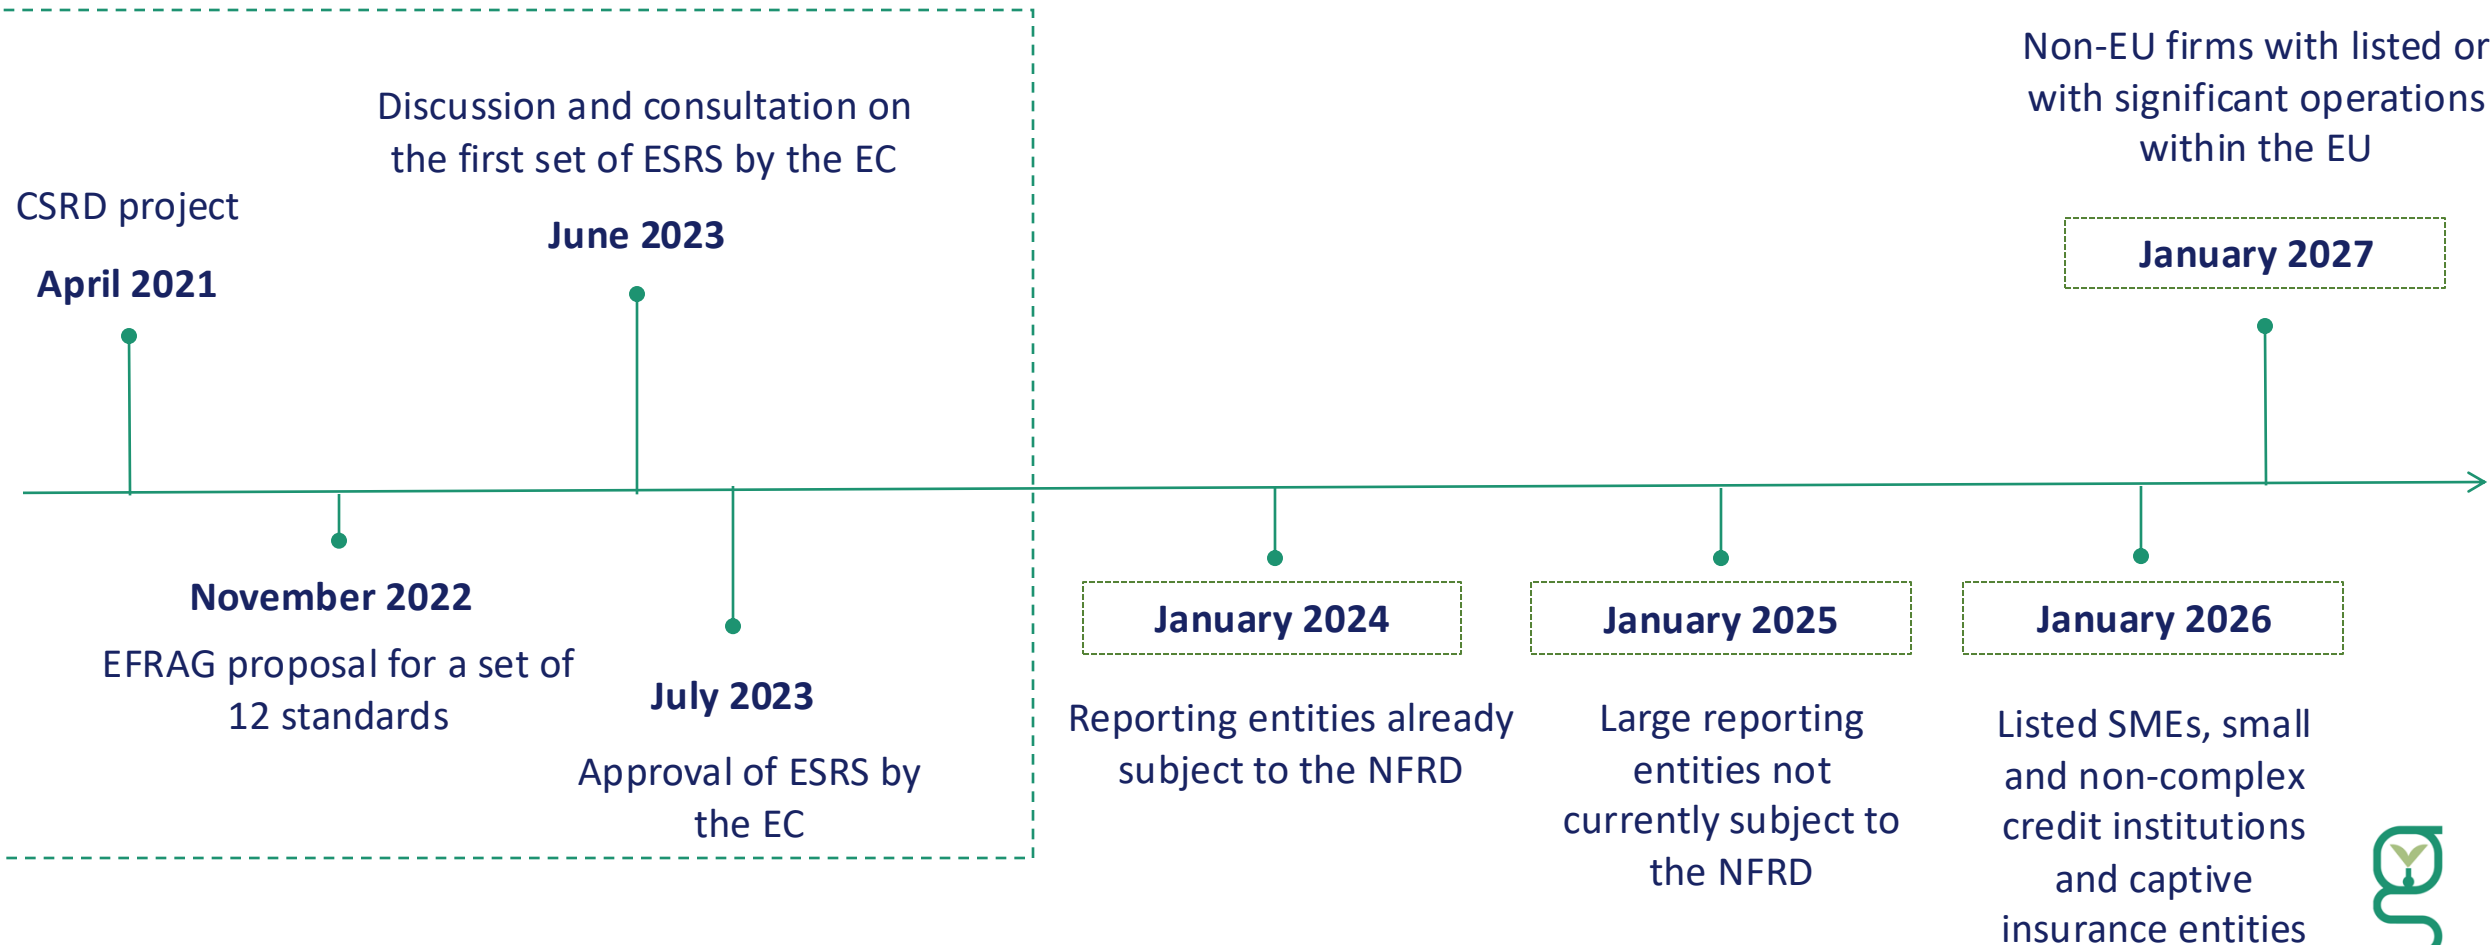 CSRD project
April 2021
November 2022
EFRAG proposal for a set of
12 standards
Discussion and consultation on
the first set of ESRS by the EC
June 2023
July 2023
Approval of ESRS by
the EC
January 2024
Reporting entities already
subject to the NFRD
January 2025
Large reporting
entities not
currently subject to
the NFRD
January 2026
Listed SMEs, small
and non-complex
credit institutions
and captive
insurance entities
Non-EU firms with listed or
with significant operations
within the EU
January 2027